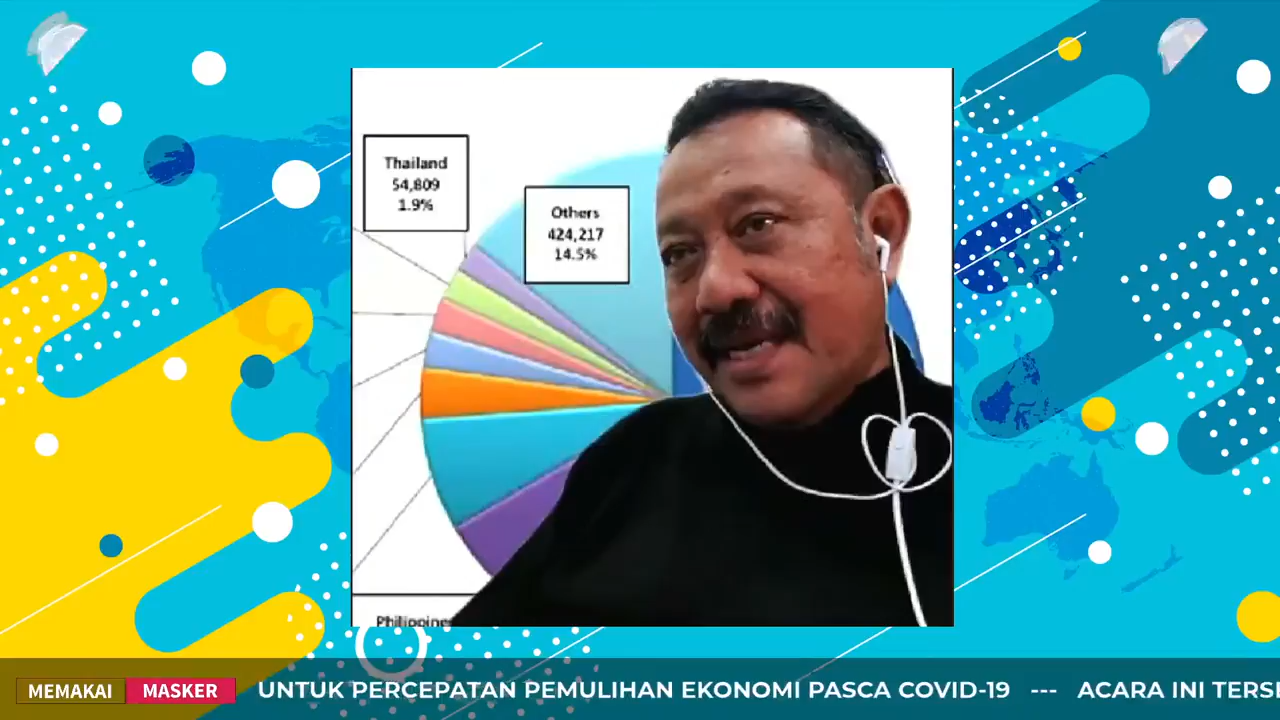 Thailand
54,809
1.9%
Others
424,217
14.5%
MEMAKAI MASKER UNTUK PERCEPATAN PEMULIHAN EKONOMI PASCA COVID-19 --- ACARA INI